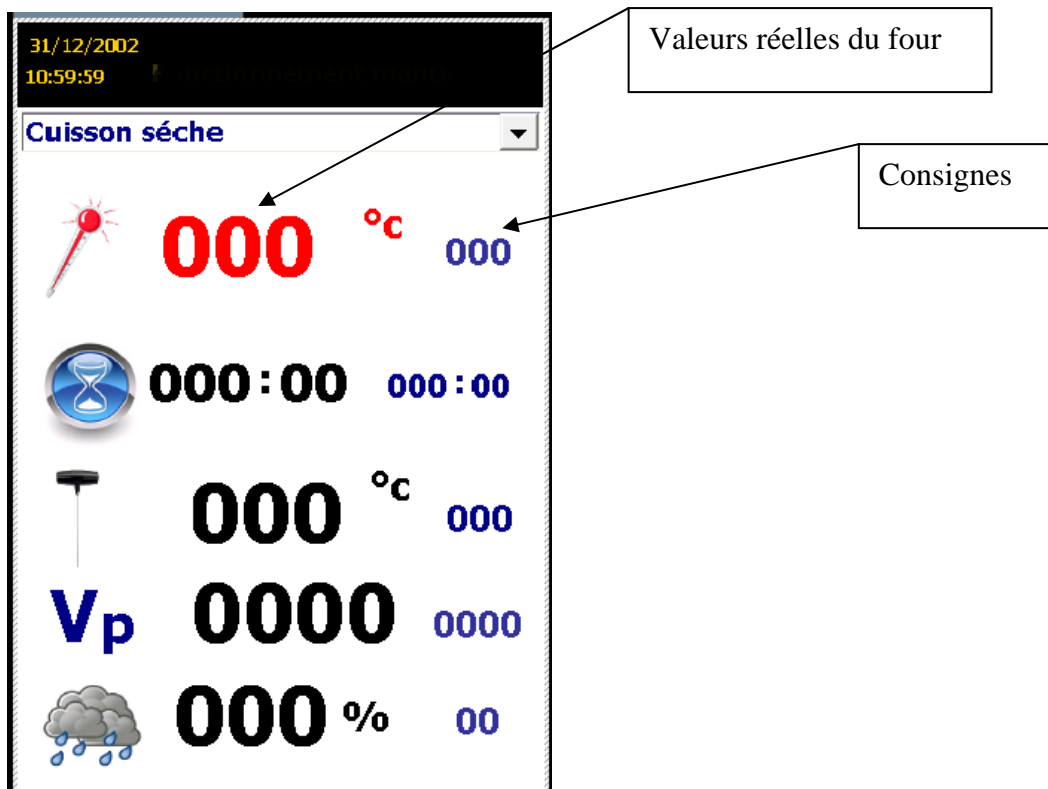 31/12/2002
10:59:59
Cuisson séche
000 °c 000
000:00 000:00
000 °c 000
Vp 0000 0000
000 % 00
Valeurs réelles du four
Consignes